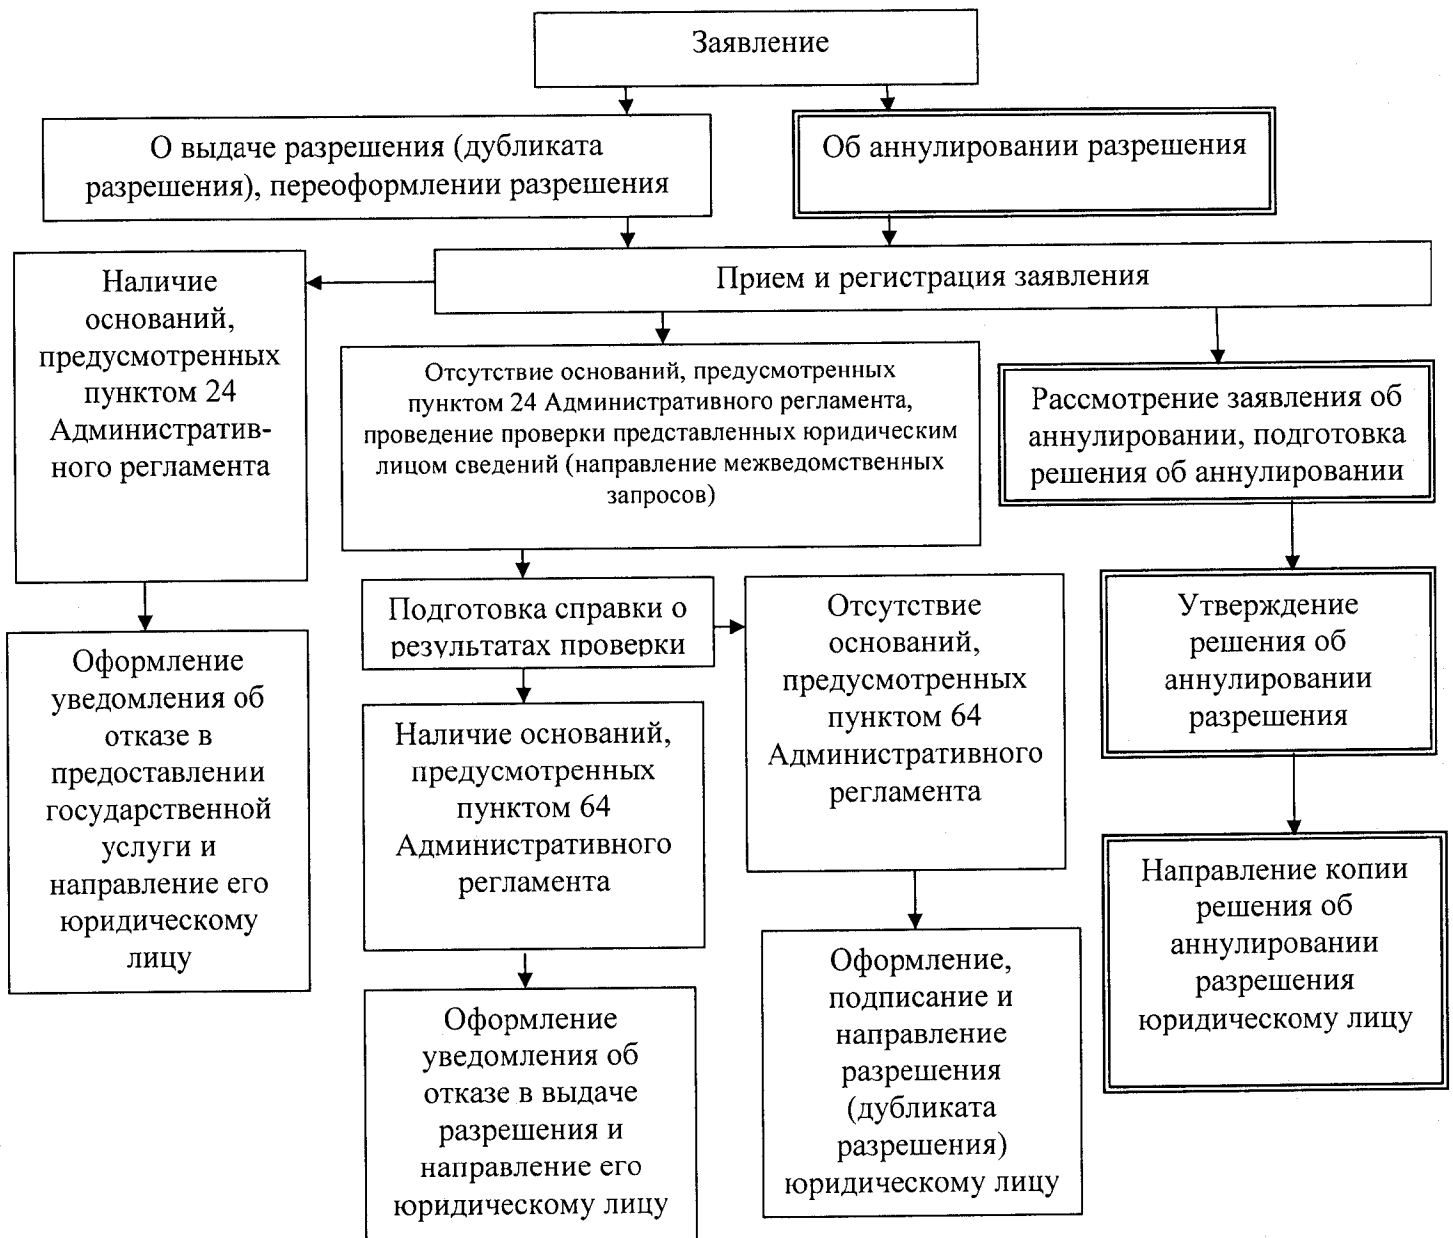 Заявление
О выдаче разрешения (дубликата
разрешения), переоформлении разрешения
Об аннулировании разрешения
Прием и регистрация заявления
Наличие
оснований,
предусмотренных
пунктом 24
Административ-
ного регламента
Отсутствие оснований, предусмотренных
пунктом 24 Административного регламента,
проведение проверки представленных юридическим
лицом сведений (направление межведомственных
запросов)
Рассмотрение заявления об
аннулировании, подготовка
решения об аннулировании
Подготовка справки о
результатах проверки
Отсутствие
оснований,
предусмотренных
пунктом 64
Административного
регламента
Утверждение
решения об
аннулировании
разрешения
Оформление
уведомления об
отказе в
предоставлении
государственной
услуги и
направление его
юридическому
лицу
Наличие оснований,
предусмотренных
пунктом 64
Административного
регламента
Направление копии
решения об
аннулировании
разрешения
юридическому лицу
Оформление
уведомления об
отказе в выдаче
разрешения и
направление его
юридическому лицу
Оформление,
подписание и
направление
разрешения
(дубликата
разрешения)
юридическому лицу